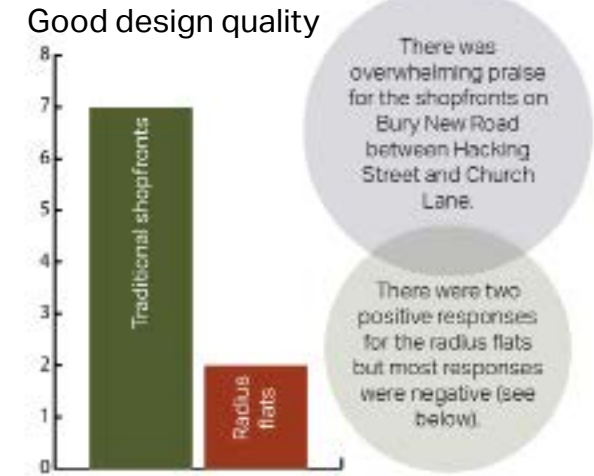 Good design quality
8
7
6
5
4
3
2
1
0
Traditional shopfronts
Radius
flats
There was
overwhelming praise
for the shopfronts on
Bury New Road
between Hacking
Street and Church
Lane.
There were two
positive responses
for the radius flats
but most responses
were negative (see
below).